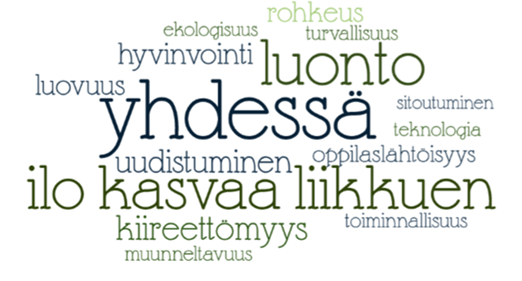 rohkeus
ekologisuus
turvallisuus
hyvinvointi
luonto
luovuus
yhdessä
sitoutuminen
teknologia
uudistuminen
oppilaslähtöisyys
ilo kasvaa liikkuen
kiireettömyys
toiminnallisuus
muunneltavuus